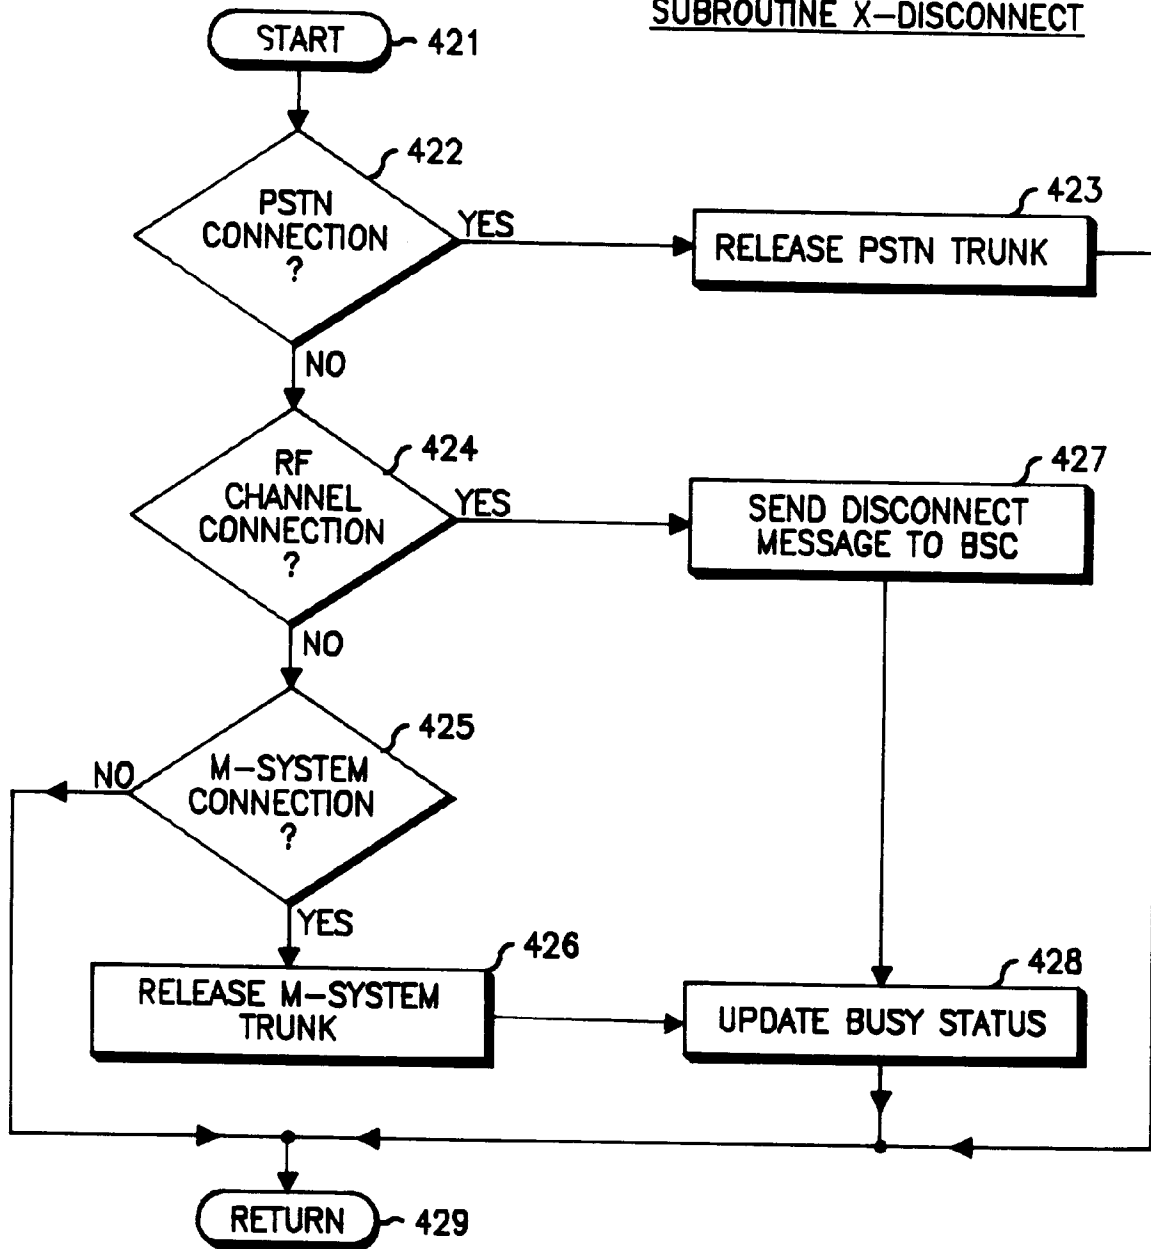 SUBROUTINE X-DISCONNECT
START
421
422
PSTN
CONNECTION
?
YES
423
RELEASE PSTN TRUNK
NO
424
RF
CHANNEL
CONNECTION
?
YES
427
SEND DISCONNECT
MESSAGE TO BSC
NO
425
M-SYSTEM
CONNECTION
?
NO
YES
426
RELEASE M-SYSTEM
TRUNK
428
UPDATE BUSY STATUS
RETURN
429